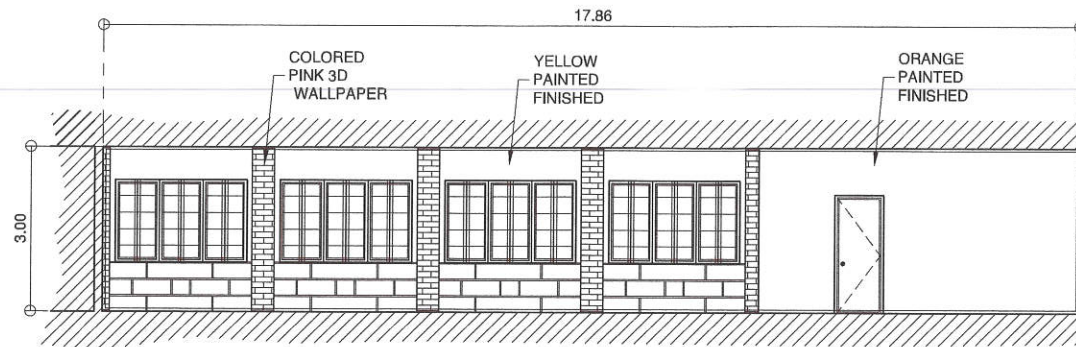 17.86
COLORED
PINK 3D
WALLPAPER
YELLOW
PAINTED
FINISHED
ORANGE
PAINTED
FINISHED
3.00